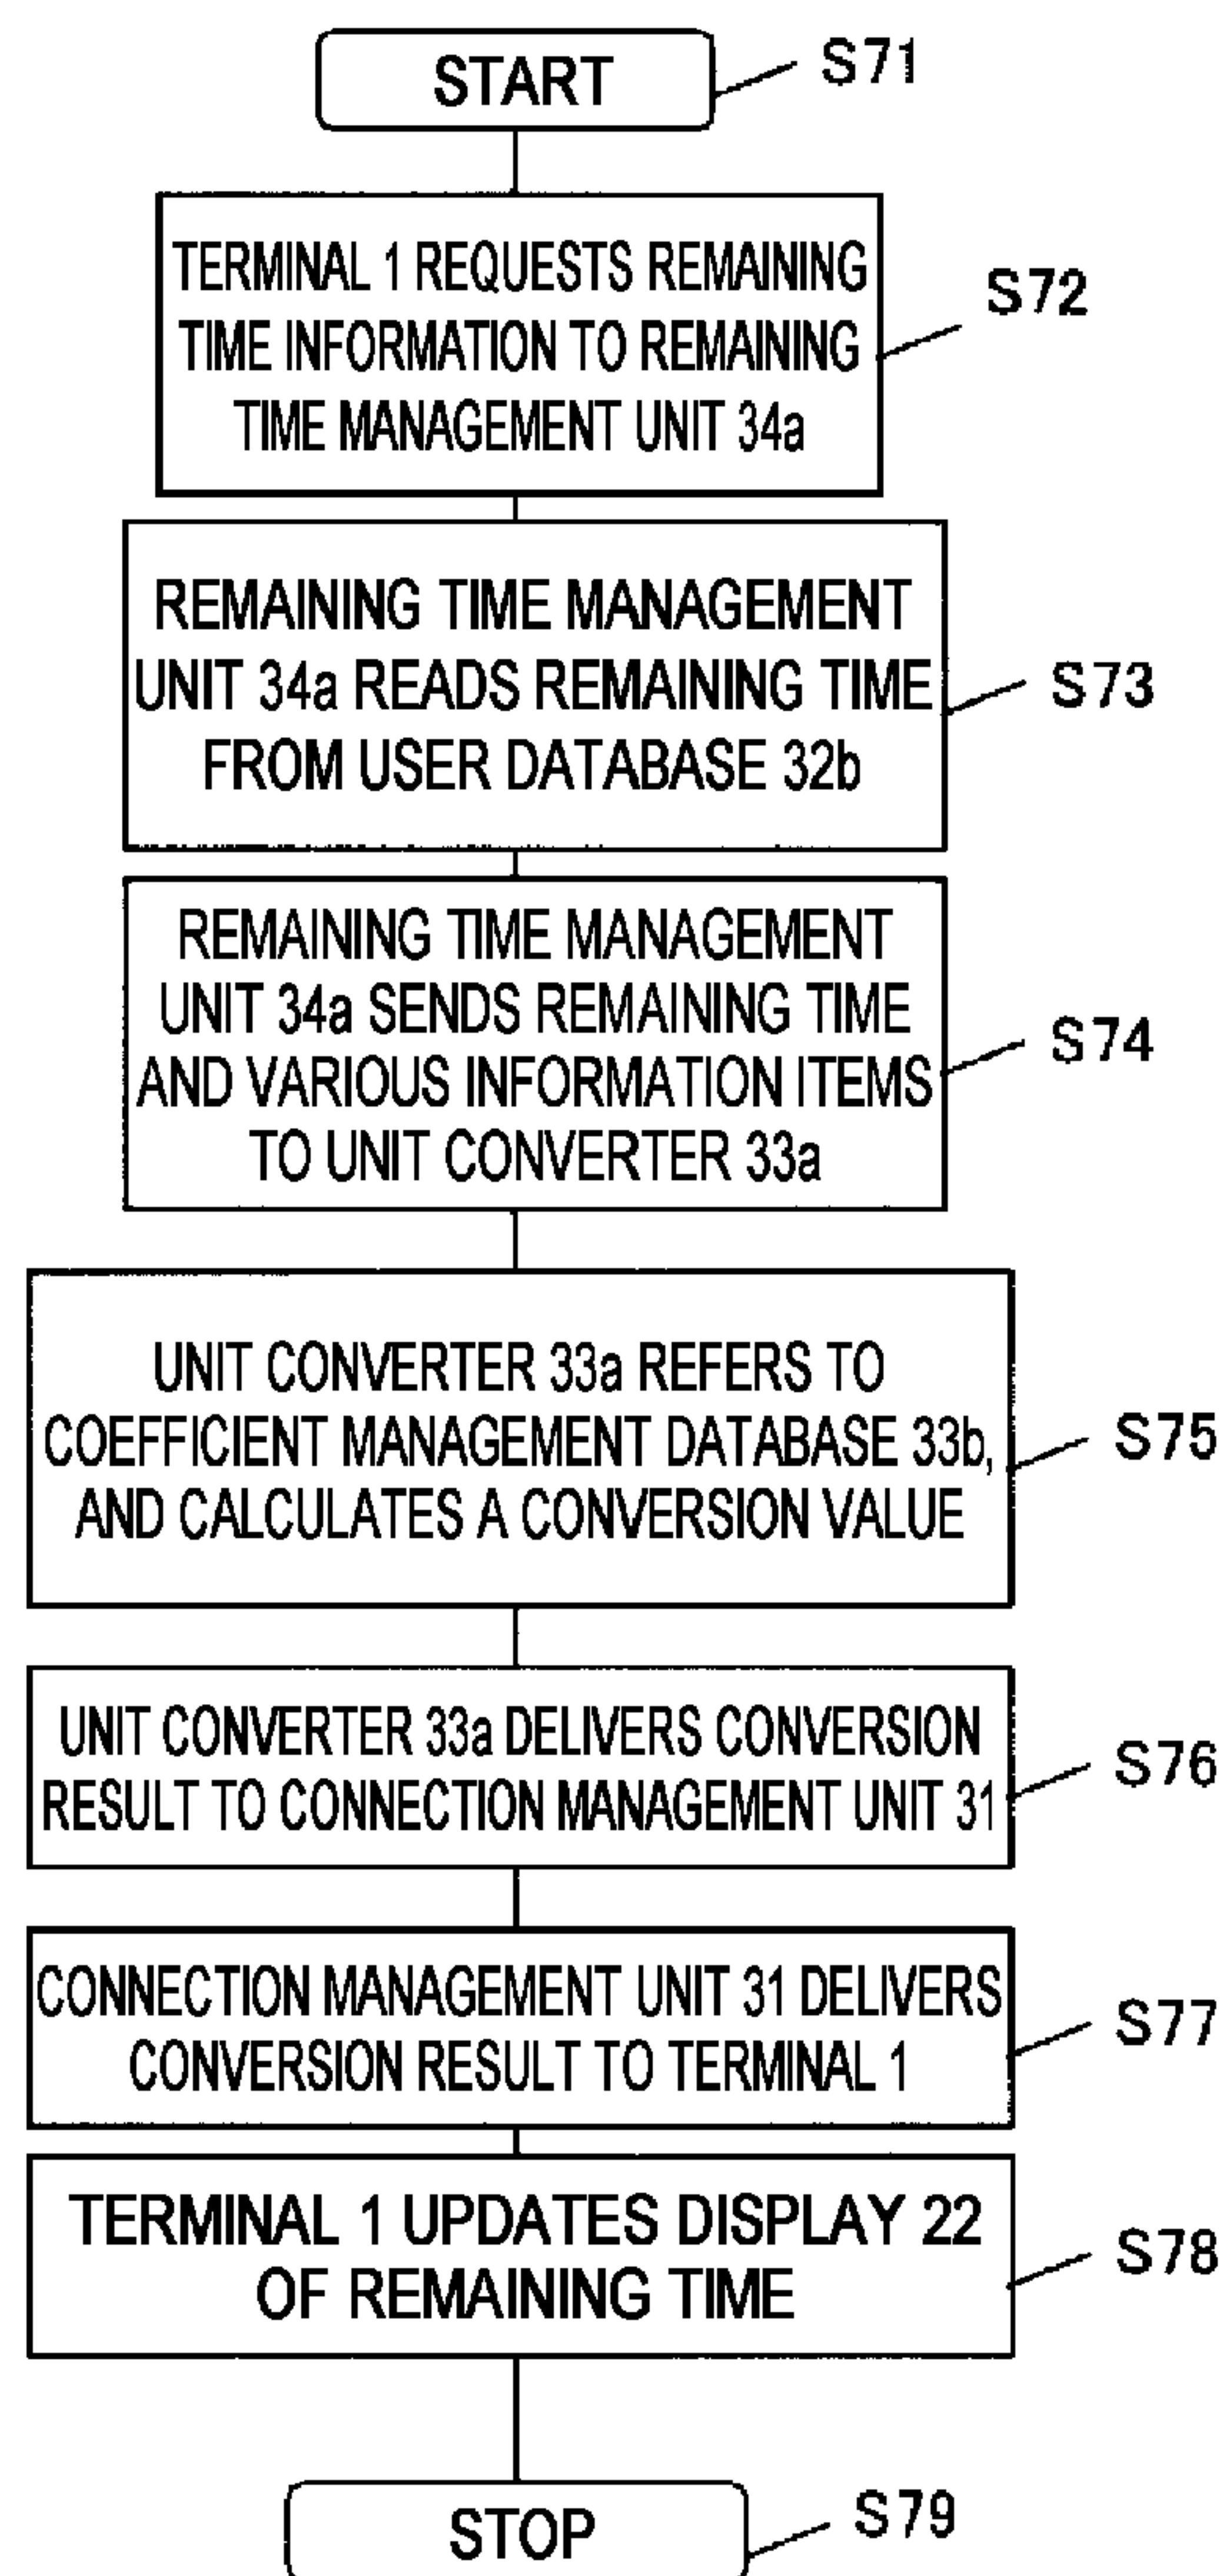 START
S71
TERMINAL 1 REQUESTS REMAINING
TIME INFORMATION TO REMAINING
TIME MANAGEMENT UNIT 34a
S72
REMAINING TIME MANAGEMENT
UNIT 34a READS REMAINING TIME
FROM USER DATABASE 32b
S73
REMAINING TIME MANAGEMENT
UNIT 34a SENDS REMAINING TIME
AND VARIOUS INFORMATION ITEMS
TO UNIT CONVERTER 33a
S74
UNIT CONVERTER 33a REFERS TO
COEFFICIENT MANAGEMENT DATABASE 33b,
AND CALCULATES A CONVERSION VALUE
S75
UNIT CONVERTER 33a DELIVERS CONVERSION
RESULT TO CONNECTION MANAGEMENT UNIT 31
S76
CONNECTION MANAGEMENT UNIT 31 DELIVERS
CONVERSION RESULT TO TERMINAL 1
S77
TERMINAL 1 UPDATES DISPLAY 22
OF REMAINING TIME
S78
STOP
S79